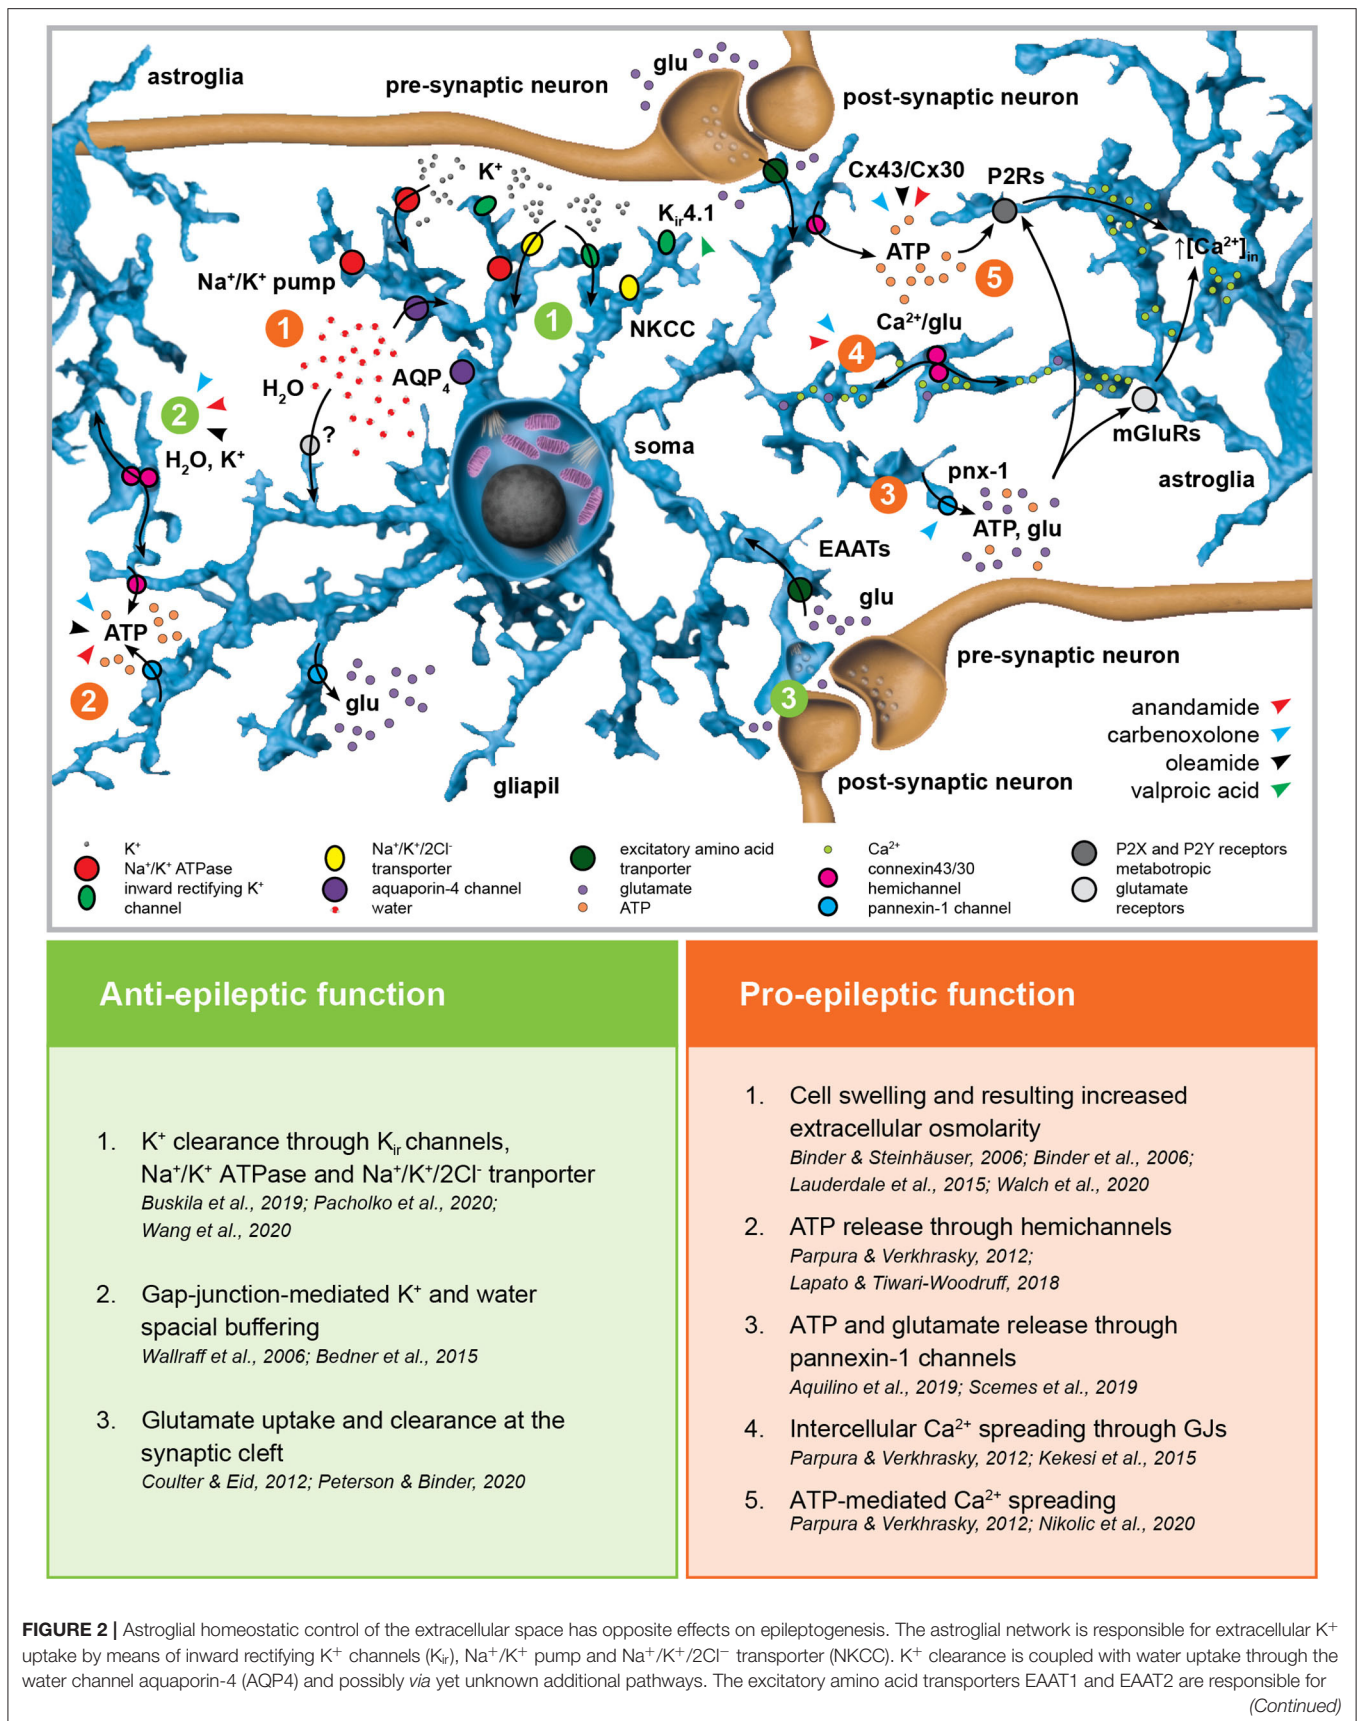 astroglia
pre-synaptic neuron
glu
post-synaptic neuron
K⁺
Cx43/Cx30
P2Rs
Kir4.1
ATP
↑[Ca²⁺]in
5
Na⁺/K⁺ pump
1
1
NKCC
Ca²⁺/glu
4
H₂O
AQP₄
2
H₂O, K⁺
?
soma
mGluRs
astroglia
pnx-1
3
ATP, glu
EAATs
glu
ATP
2
glu
pre-synaptic neuron
3
gliapil
post-synaptic neuron
anandamide
carbenoxolone
oleamide
valproic acid
K⁺
Na⁺/K⁺ ATPase
inward rectifying K⁺
channel
Na⁺/K⁺/2Cl⁻
transporter
aquaporin-4 channel
water
excitatory amino acid
tranporter
glutamate
ATP
Ca²⁺
connexin43/30
hemichannel
pannexin-1 channel
P2X and P2Y receptors
metabotropic
glutamate
receptors
Anti-epileptic function
1. K⁺ clearance through Kir channels,
Na⁺/K⁺ ATPase and Na⁺/K⁺/2Cl⁻ tranporter
Buskila et al., 2019; Pacholko et al., 2020;
Wang et al., 2020
2. Gap-junction-mediated K⁺ and water
spacial buffering
Wallraff et al., 2006; Bedner et al., 2015
3. Glutamate uptake and clearance at the
synaptic cleft
Coulter & Eid, 2012; Peterson & Binder, 2020
Pro-epileptic function
1. Cell swelling and resulting increased
extracellular osmolarity
Binder & Steinhäuser, 2006; Binder et al., 2006;
Lauderdale et al., 2015; Walch et al., 2020
2. ATP release through hemichannels
Parpura & Verkhrasky, 2012;
Lapato & Tiwari-Woodruff, 2018
3. ATP and glutamate release through
pannexin-1 channels
Aquilino et al., 2019; Scemes et al., 2019
4. Intercellular Ca²⁺ spreading through GJs
Parpura & Verkhrasky, 2012; Kekesi et al., 2015
5. ATP-mediated Ca²⁺ spreading
Parpura & Verkhrasky, 2012; Nikolic et al., 2020
FIGURE 2 | Astroglial homeostatic control of the extracellular space has opposite effects on epileptogenesis. The astroglial network is responsible for extracellular K⁺
uptake by means of inward rectifying K⁺ channels (Kir), Na⁺/K⁺ pump and Na⁺/K⁺/2Cl⁻ transporter (NKCC). K⁺ clearance is coupled with water uptake through the
water channel aquaporin-4 (AQP4) and possibly via yet unknown additional pathways. The excitatory amino acid transporters EAAT1 and EAAT2 are responsible for
(Continued)